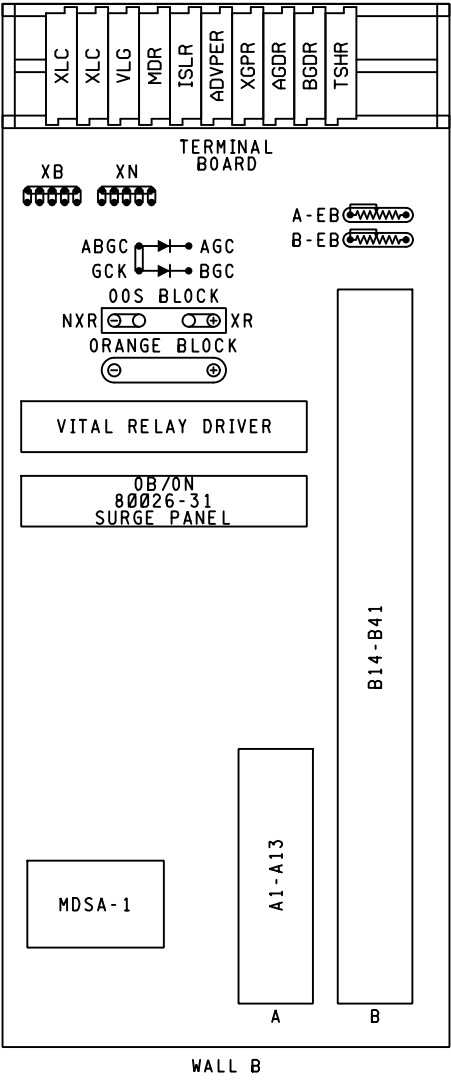 XLC
XLC
VLG
MDR
ISLR
ADVPER
XGPR
AGDR
BGDR
TSHR
TERMINAL
BOARD
XB
XN
A-EB
B-EB
ABGC
AGC
GCK
BGC
OOS BLOCK
NXR
XR
ORANGE BLOCK
VITAL RELAY DRIVER
OB/ON
80026-31
SURGE PANEL
B14-B41
A1-A13
MDSA-1
A
B
WALL B